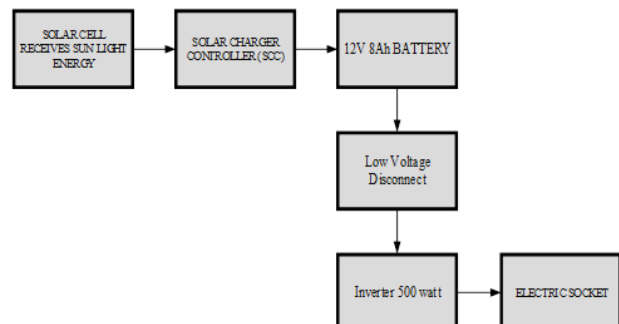 SOLAR CELL
RECEIVES SUN LIGHT
ENERGY
SOLAR CHARGER
CONTROLLER (SCC)
12V 8Ah BATTERY
Low Voltage
Disconnect
Inverter 500 watt
ELECTRIC SOCKET